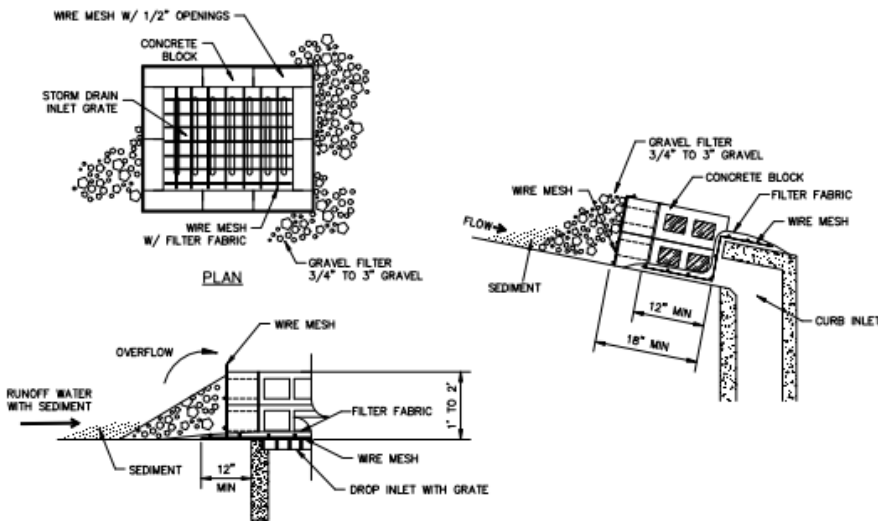 WIRE MESH W/ 1/2" OPENINGS
CONCRETE
BLOCK
STORM DRAIN
INLET GRATE
WIRE MESH
W/ FILTER FABRIC
GRAVEL FILTER
3/4" TO 3" GRAVEL
PLAN
GRAVEL FILTER
3/4" TO 3" GRAVEL
CONCRETE BLOCK
WIRE MESH
FILTER FABRIC
WIRE MESH
FLOW
SEDIMENT
12" MIN
18" MIN
CURB INLET
WIRE MESH
OVERFLOW
RUNOFF WATER
WITH SEDIMENT
FILTER FABRIC
1" TO 2"
SEDIMENT
12"
MIN
WIRE MESH
DROP INLET WITH GRATE